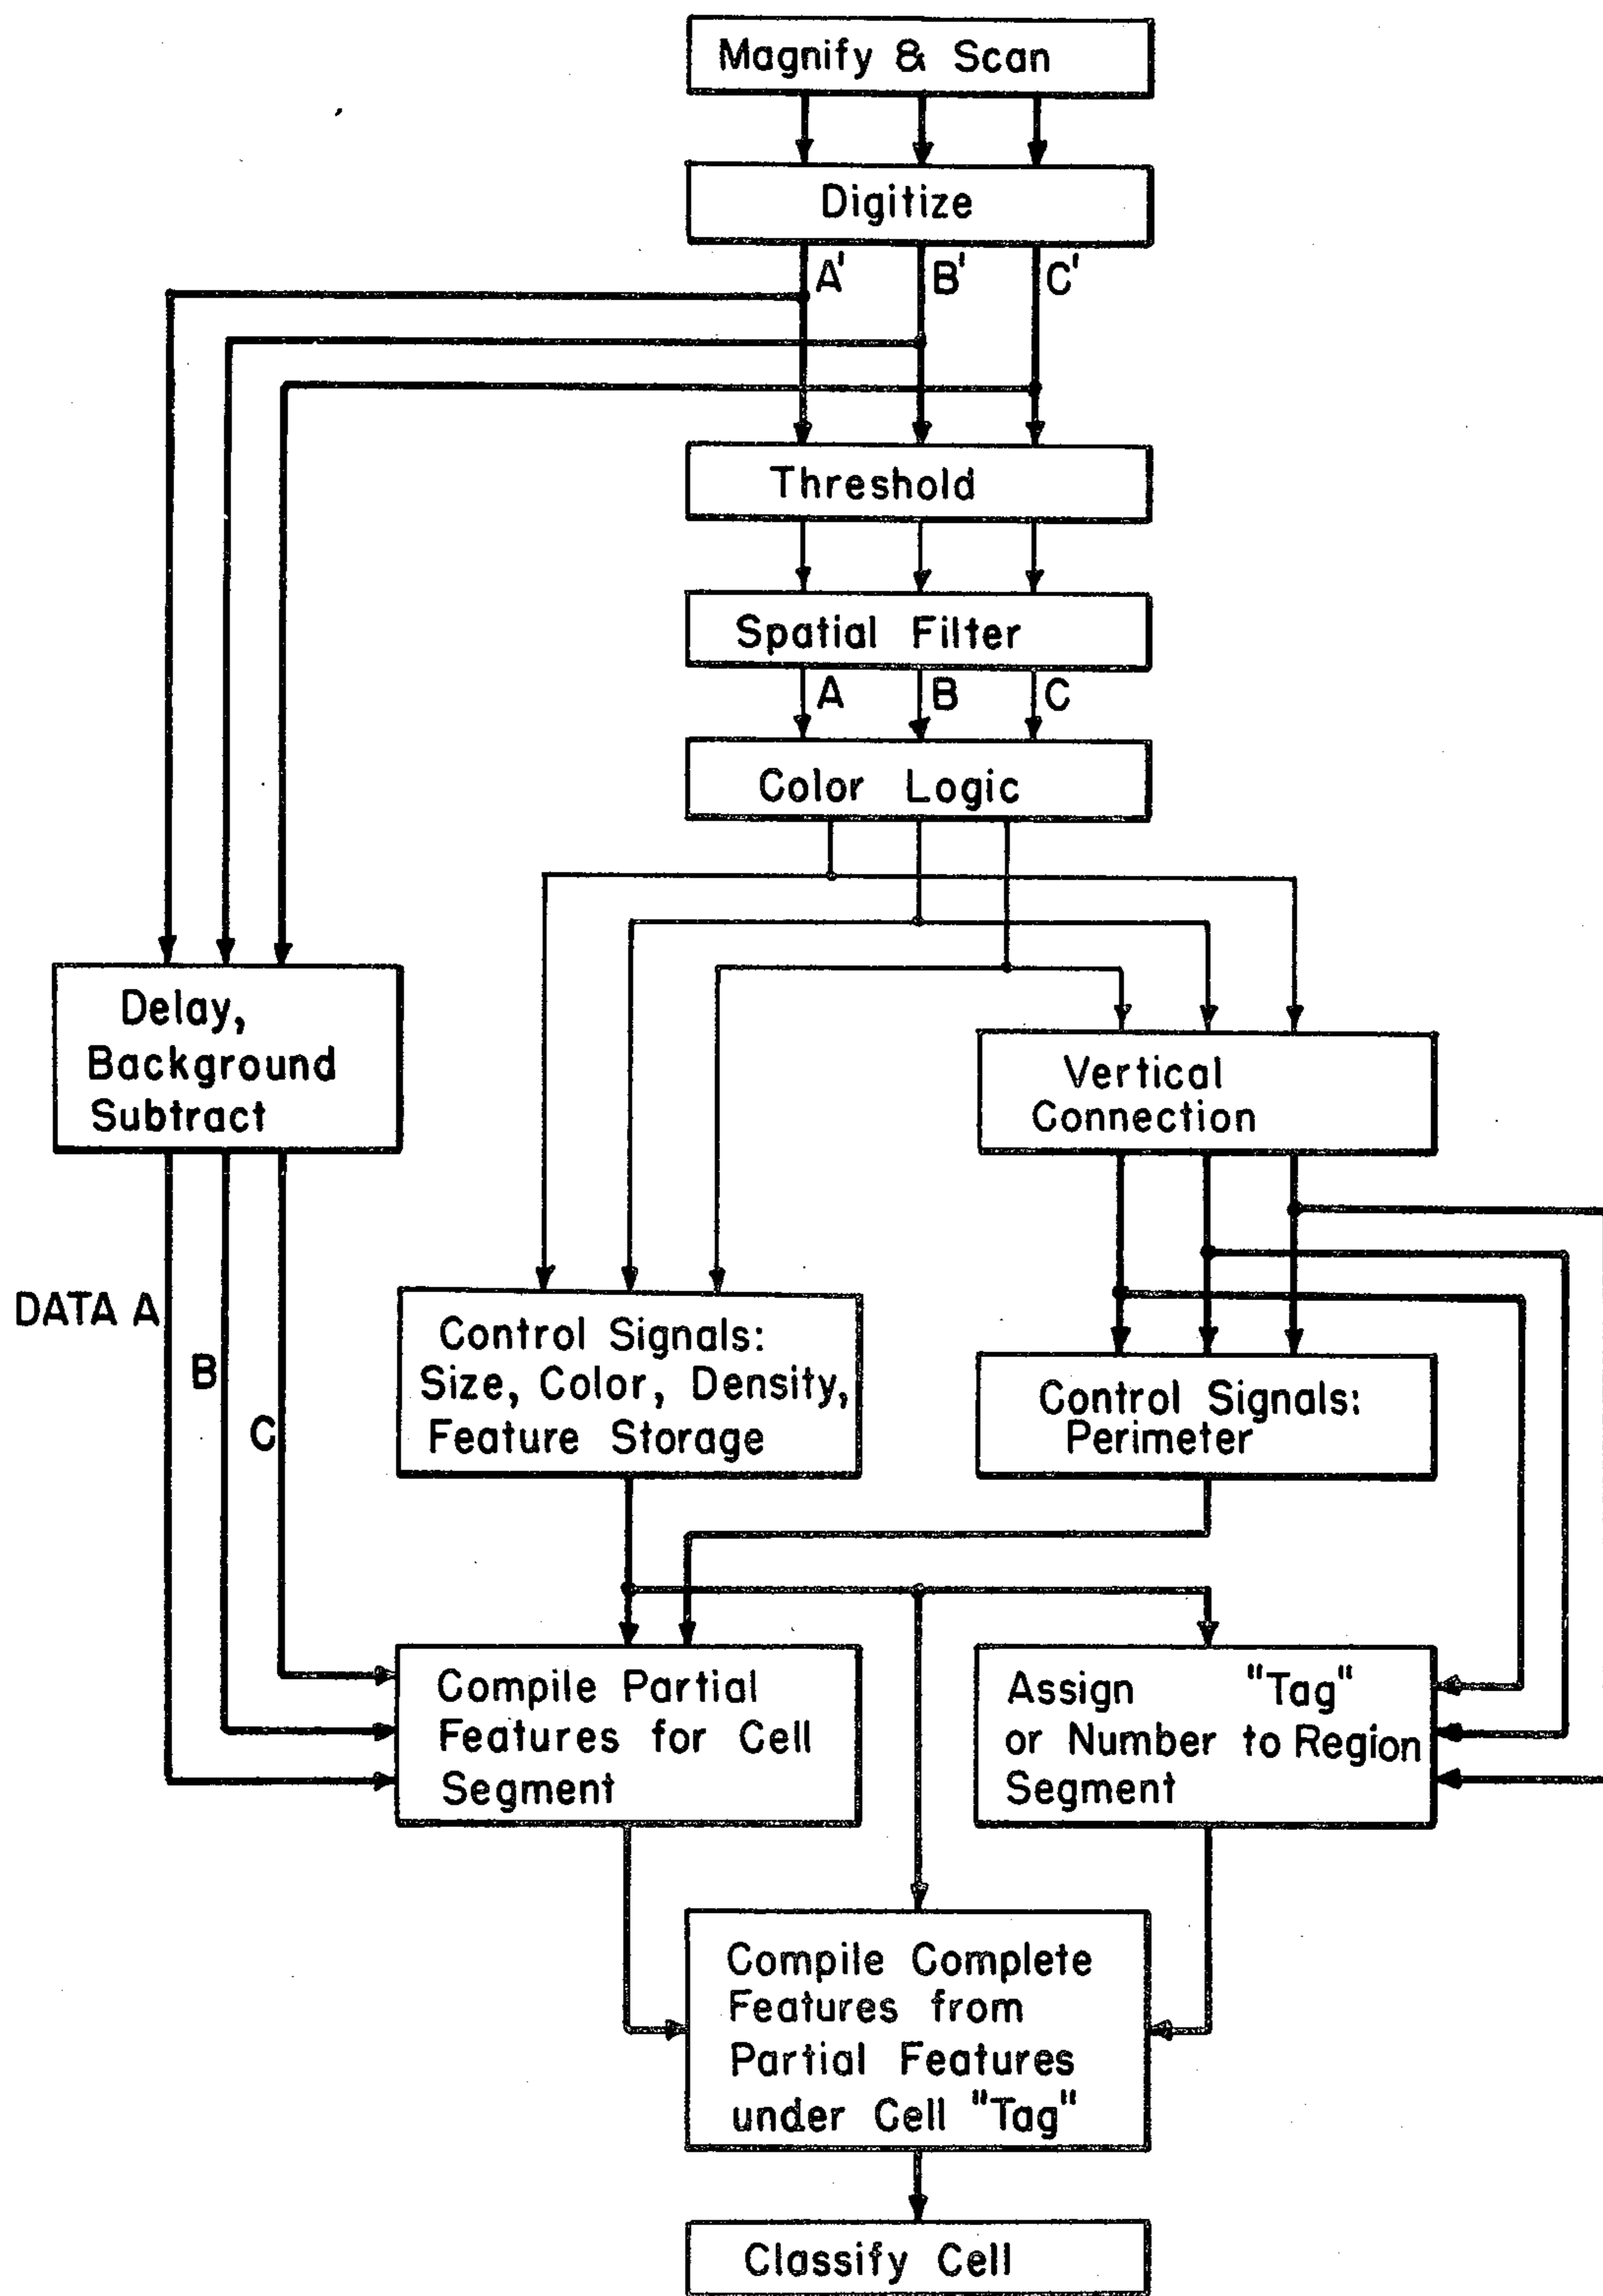 Magnify & Scan
Digitize
A'
B'
C'
Threshold
Spatial Filter
A
B
C
Color Logic
Delay,
Background
Subtract
Vertical
Connection
DATA A
B
C
Control Signals:
Size, Color, Density,
Feature Storage
Control Signals:
Perimeter
Compile Partial
Features for Cell
Segment
Assign "Tag"
or Number to Region
Segment
Compile Complete
Features from
Partial Features
under Cell "Tag"
Classify Cell